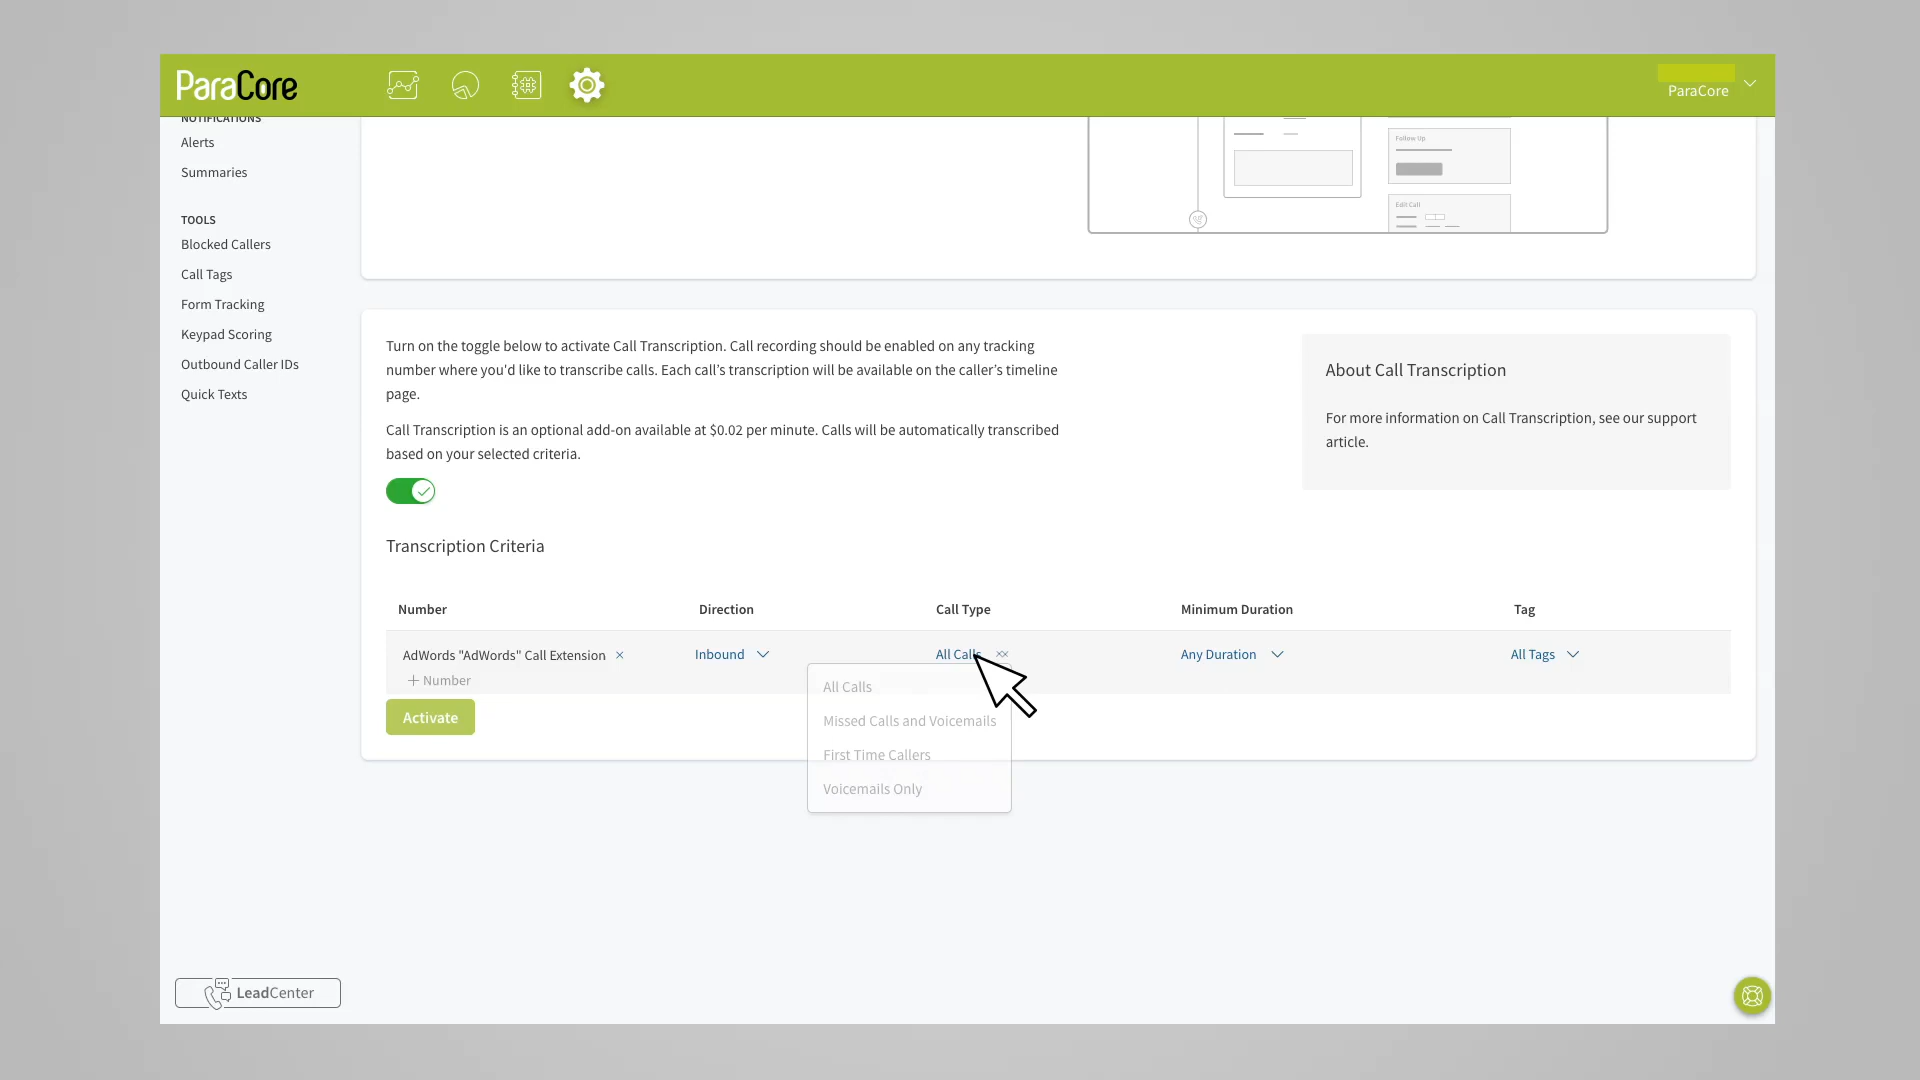 ParaCore
ParaCore
NOTIFICATIONS
Alerts
Summaries
TOOLS
Blocked Callers
Call Tags
Form Tracking
Keypad Scoring
Outbound Caller IDs
Quick Texts
Follow Up
Edit Call
Turn on the toggle below to activate Call Transcription. Call recording should be enabled on any tracking
number where you'd like to transcribe calls. Each call’s transcription will be available on the caller’s timeline
page.
Call Transcription is an optional add-on available at $0.02 per minute. Calls will be automatically transcribed
based on your selected criteria.
About Call Transcription
For more information on Call Transcription, see our support
article.
Transcription Criteria
Number Direction Call Type Minimum Duration Tag
AdWords "AdWords" Call Extension Inbound All Calls Any Duration All Tags
+ Number
Activate
All Calls
Missed Calls and Voicemails
First Time Callers
Voicemails Only
LeadCenter